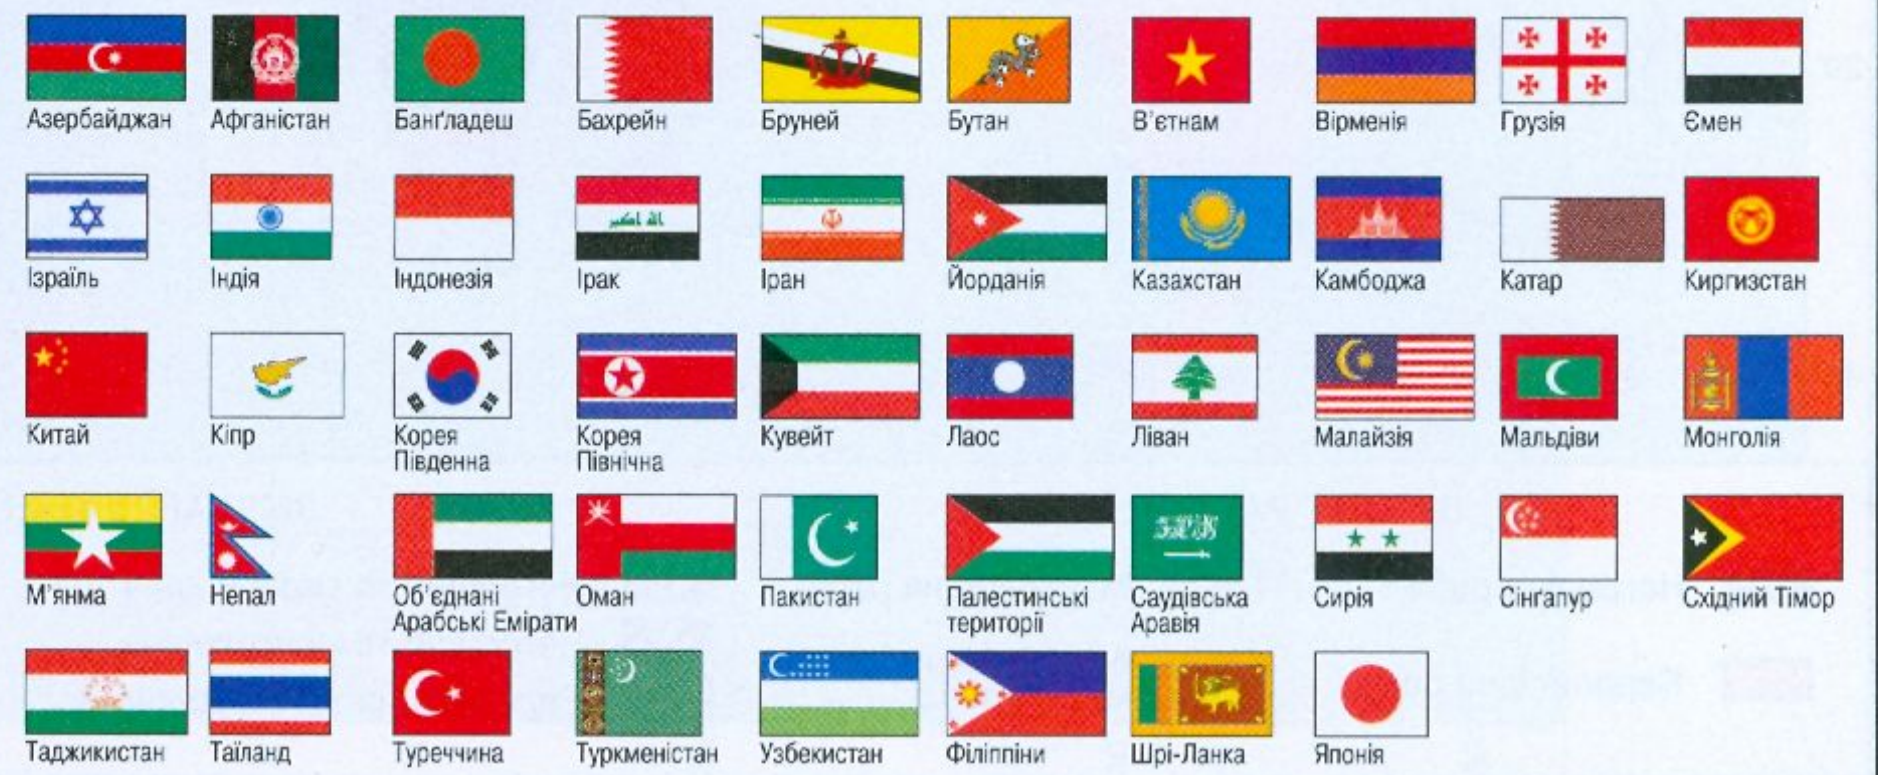 Азербайджан Афганістан Банґладеш Бахрейн Бруней Бутан В'єтнам Вірменія Грузія Ємен
Ізраїль Індія Індонезія Ірак Іран Йорданія Казахстан Камбоджа Катар Киргизстан
Китай Кіпр Корея Південна Корея Північна Кувейт Лаос Ліван Малайзія Мальдіви Монголія
М'янма Непал Об'єднані Арабські Емірати Оман Пакистан Палестинські території Саудівська Аравія Сирія Сінґапур Східний Тімор
Таджикистан Таїланд Туреччина Туркменістан Узбекистан Філіппіни Шрі-Ланка Японія